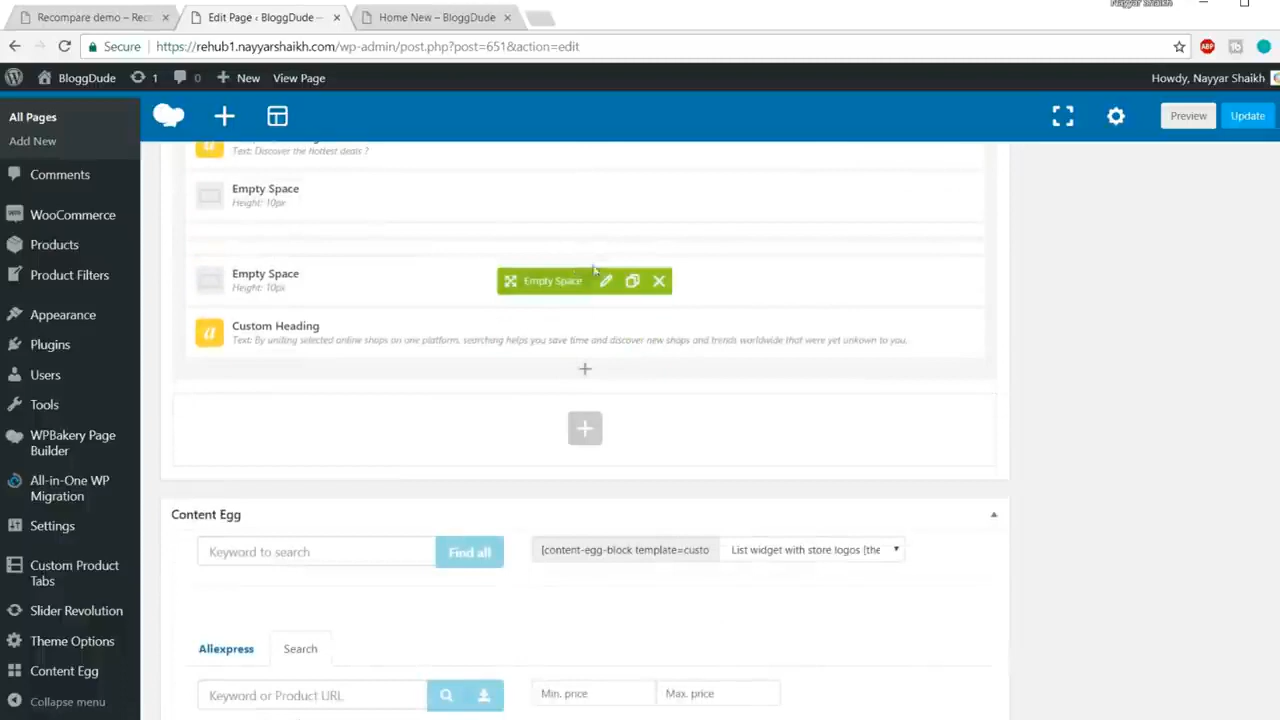 Nayyar Shaikh
Recompare demo – Rec
Edit Page ‹ BloggDude —
Home New – BloggDude
Secure
https://rehub1.nayyarshaikh.com/wp-admin/post.php?post=651&action=edit
ABP
BloggDude
1
0
New
View Page
Howdy, Nayyar Shaikh
All Pages
Add New
Comments
WooCommerce
Products
Product Filters
Appearance
Plugins
Users
Tools
WPBakery Page
Builder
All-in-One WP
Migration
Settings
Custom Product
Tabs
Slider Revolution
Theme Options
Content Egg
Collapse menu
Preview
Update
Text: Discover the hottest deals ?
Empty Space
Height: 10px
Empty Space
Height: 10px
Empty Space
Custom Heading
Text: By uniting selected online shops on one platform, searching helps you save time and discover new shops and trends worldwide that were yet unkown to you.
Content Egg
Keyword to search
Find all
[content-egg-block template=custo
List widget with store logos [the
Aliexpress
Search
Keyword or Product URL
Min. price
Max. price